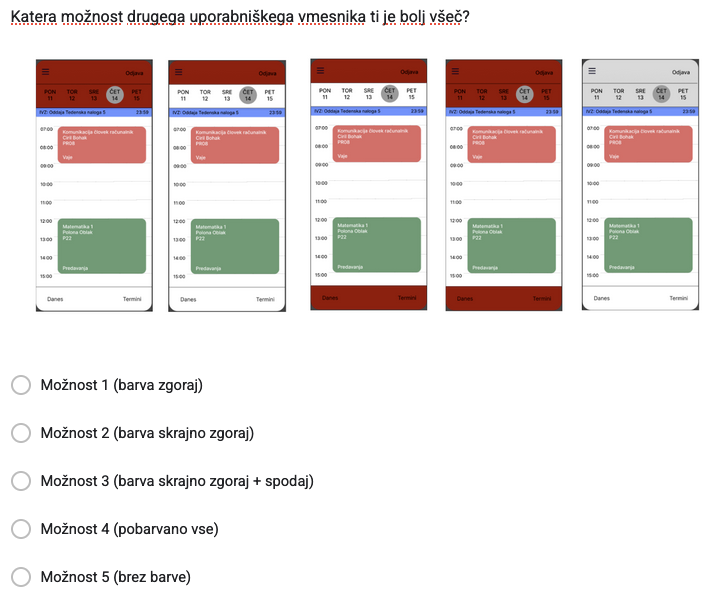 Katera možnost drugega uporabniškega vmesnika ti je bolj všeč?
Odjava
PON TOR SRE ČET PET
11 12 13 14 15
IVZ: Oddaja Tedenska naloga 5 23:59
07:00
Komunikacija človek računalnik
Ciril Bohak
08:00
PR08
Vaje
09:00
10:00
11:00
12:00
Matematika 1
Polona Oblak
13:00
P22
14:00
Predavanja
15:00
Danes Termini
Odjava
PON TOR SRE ČET PET
11 12 13 14 15
IVZ: Oddaja Tedenska naloga 5 23:59
07:00
Komunikacija človek računalnik
Ciril Bohak
08:00
PR08
Vaje
09:00
10:00
11:00
12:00
Matematika 1
Polona Oblak
13:00
P22
14:00
Predavanja
15:00
Danes Termini
Odjava
PON TOR SRE ČET PET
11 12 13 14 15
IVZ: Oddaja Tedenska naloga 5 23:59
07:00
Komunikacija človek računalnik
Ciril Bohak
08:00
PR08
Vaje
09:00
10:00
11:00
12:00
Matematika 1
Polona Oblak
13:00
P22
14:00
Predavanja
15:00
Danes Termini
Odjava
PON TOR SRE ČET PET
11 12 13 14 15
IVZ: Oddaja Tedenska naloga 5 23:59
07:00
Komunikacija človek računalnik
Ciril Bohak
08:00
PR08
Vaje
09:00
10:00
11:00
12:00
Matematika 1
Polona Oblak
13:00
P22
14:00
Predavanja
15:00
Danes Termini
Odjava
PON TOR SRE ČET PET
11 12 13 14 15
IVZ: Oddaja Tedenska naloga 5 23:59
07:00
Komunikacija človek računalnik
Ciril Bohak
08:00
PR08
Vaje
09:00
10:00
11:00
12:00
Matematika 1
Polona Oblak
13:00
P22
14:00
Predavanja
15:00
Danes Termini
Možnost 1 (barva zgoraj)
Možnost 2 (barva skrajno zgoraj)
Možnost 3 (barva skrajno zgoraj + spodaj)
Možnost 4 (pobarvano vse)
Možnost 5 (brez barve)